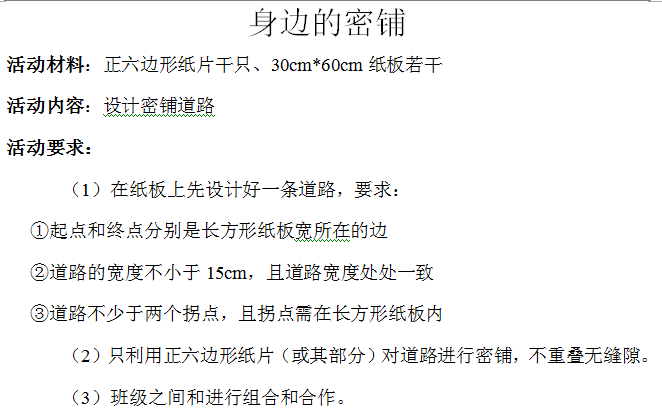 身边的密铺
活动材料：正六边形纸片干只、30cm*60cm 纸板若干
活动内容：设计密铺道路
活动要求：
（1）在纸板上先设计好一条道路，要求：
①起点和终点分别是长方形纸板宽所在的边
②道路的宽度不小于 15cm，且道路宽度处处一致
③道路不少于两个拐点，且拐点需在长方形纸板内
（2）只利用正六边形纸片（或其部分）对道路进行密铺，不重叠无缝隙。
（3）班级之间和进行组合和合作。